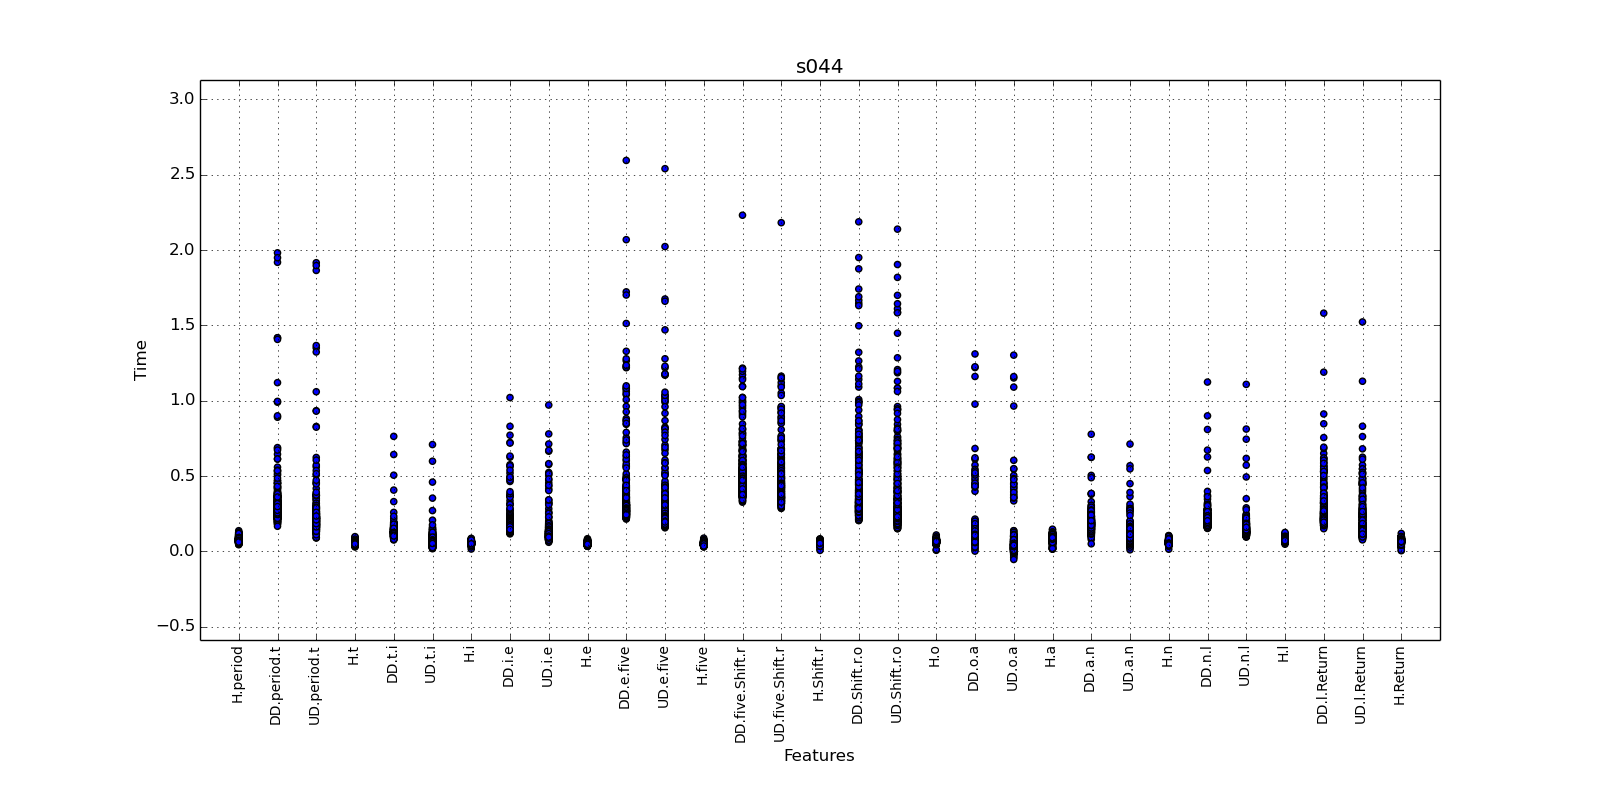 s044
3.0
2.5
2.0
1.5
1.0
0.5
0.0
−0.5
Time
H.period
DD.period.t
UD.period.t
H.t
DD.t.i
UD.t.i
H.i
DD.i.e
UD.i.e
H.e
DD.e.five
UD.e.five
H.five
DD.five.Shift.r
UD.five.Shift.r
H.Shift.r
DD.Shift.r.o
UD.Shift.r.o
H.o
DD.o.a
UD.o.a
H.a
DD.a.n
UD.a.n
H.n
DD.n.l
UD.n.l
H.l
DD.l.Return
UD.l.Return
H.Return
Features